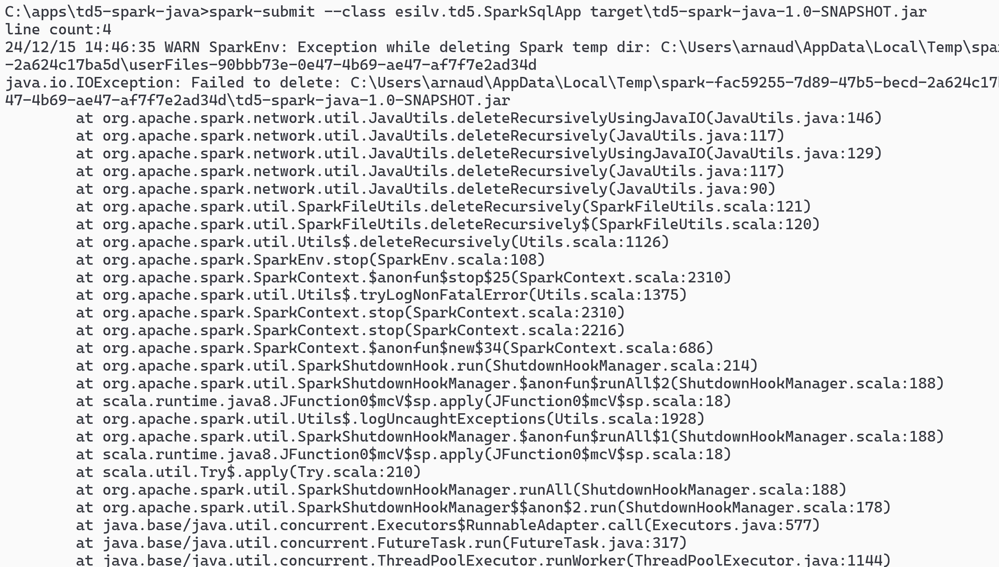 C:\apps\td5-spark-java>spark-submit --class esilv.td5.SparkSqlApp target\td5-spark-java-1.0-SNAPSHOT.jar
line count:4
24/12/15 14:46:35 WARN SparkEnv: Exception while deleting Spark temp dir: C:\Users\arnaud\AppData\Local\Temp\spar
-2a624c17ba5d\userFiles-90bbb73e-0e47-4b69-ae47-af7f7e2ad34d
java.io.IOException: Failed to delete: C:\Users\arnaud\AppData\Local\Temp\spark-fac59255-7d89-47b5-becd-2a624c17b
47-4b69-ae47-af7f7e2ad34d\td5-spark-java-1.0-SNAPSHOT.jar
        at org.apache.spark.network.util.JavaUtils.deleteRecursivelyUsingJavaIO(JavaUtils.java:146)
        at org.apache.spark.network.util.JavaUtils.deleteRecursively(JavaUtils.java:117)
        at org.apache.spark.network.util.JavaUtils.deleteRecursivelyUsingJavaIO(JavaUtils.java:129)
        at org.apache.spark.network.util.JavaUtils.deleteRecursively(JavaUtils.java:117)
        at org.apache.spark.network.util.JavaUtils.deleteRecursively(JavaUtils.java:90)
        at org.apache.spark.util.SparkFileUtils.deleteRecursively(SparkFileUtils.scala:121)
        at org.apache.spark.util.SparkFileUtils.deleteRecursively$(SparkFileUtils.scala:120)
        at org.apache.spark.util.Utils$.deleteRecursively(Utils.scala:1126)
        at org.apache.spark.SparkEnv.stop(SparkEnv.scala:108)
        at org.apache.spark.SparkContext.$anonfun$stop$25(SparkContext.scala:2310)
        at org.apache.spark.util.Utils$.tryLogNonFatalError(Utils.scala:1375)
        at org.apache.spark.SparkContext.stop(SparkContext.scala:2310)
        at org.apache.spark.SparkContext.stop(SparkContext.scala:2216)
        at org.apache.spark.SparkContext.$anonfun$new$34(SparkContext.scala:686)
        at org.apache.spark.util.SparkShutdownHook.run(ShutdownHookManager.scala:214)
        at org.apache.spark.util.SparkShutdownHookManager.$anonfun$runAll$2(ShutdownHookManager.scala:188)
        at scala.runtime.java8.JFunction0$mcV$sp.apply(JFunction0$mcV$sp.scala:18)
        at org.apache.spark.util.Utils$.logUncaughtExceptions(Utils.scala:1928)
        at org.apache.spark.util.SparkShutdownHookManager.$anonfun$runAll$1(ShutdownHookManager.scala:188)
        at scala.runtime.java8.JFunction0$mcV$sp.apply(JFunction0$mcV$sp.scala:18)
        at scala.util.Try$.apply(Try.scala:210)
        at org.apache.spark.util.SparkShutdownHookManager.runAll(ShutdownHookManager.scala:188)
        at org.apache.spark.util.SparkShutdownHookManager$$anon$2.run(ShutdownHookManager.scala:178)
        at java.base/java.util.concurrent.Executors$RunnableAdapter.call(Executors.java:577)
        at java.base/java.util.concurrent.FutureTask.run(FutureTask.java:317)
        at java.base/java.util.concurrent.ThreadPoolExecutor.runWorker(ThreadPoolExecutor.java:1144)